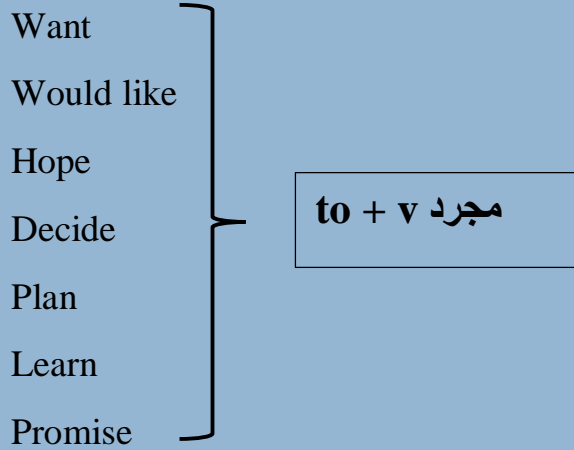 Want
Would like
Hope
Decide
Plan
Learn
Promise
to + v مجرد